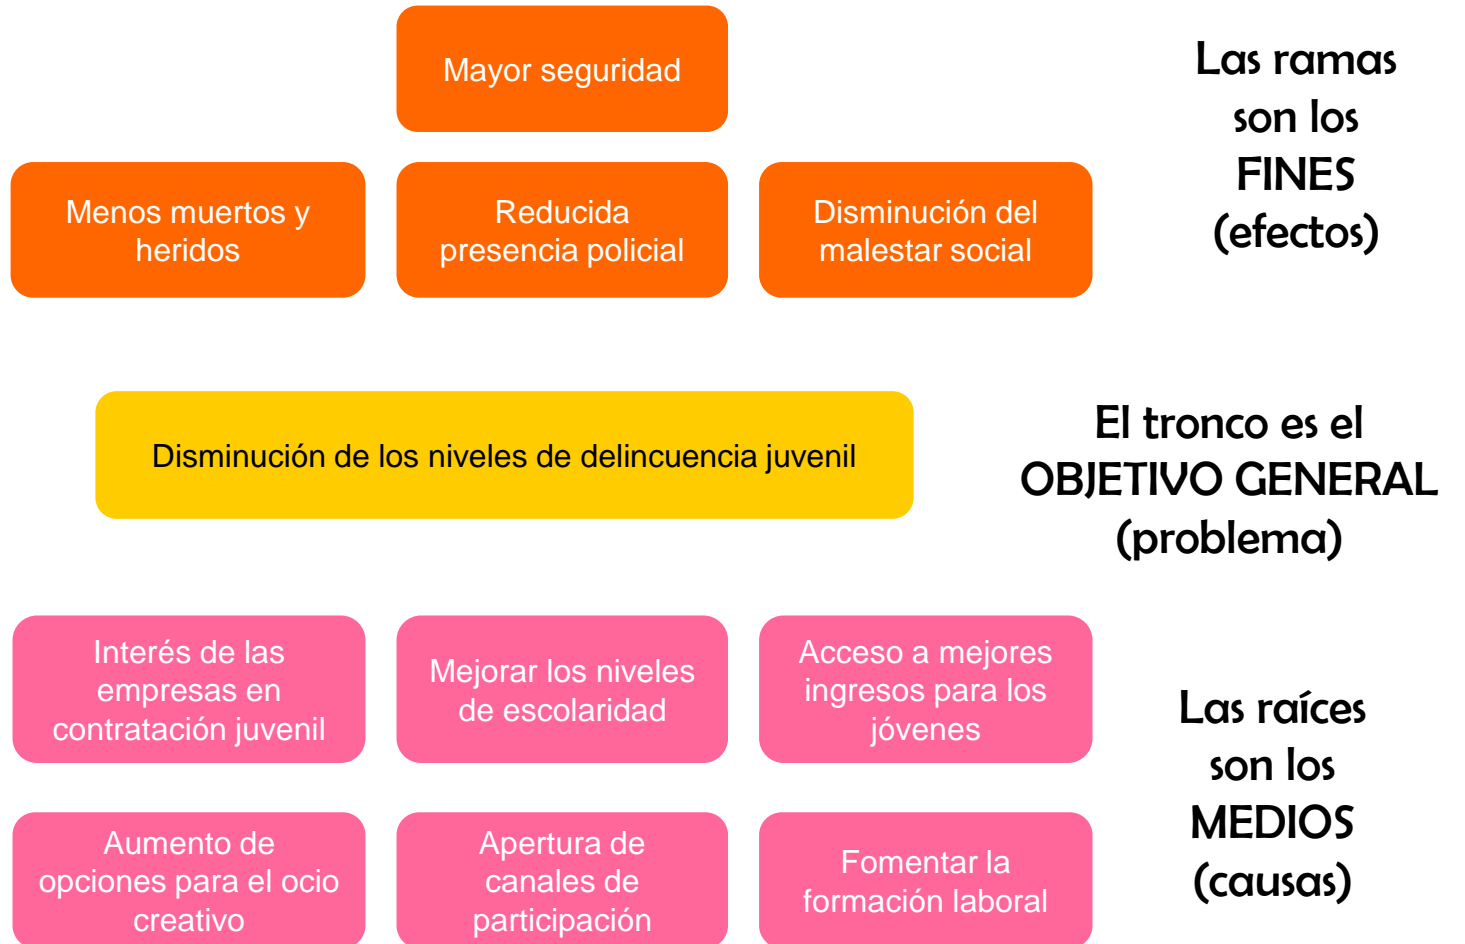 Mayor seguridad
Las ramas
son los
FINES
(efectos)
Menos muertos y
heridos
Reducida
presencia policial
Disminución del
malestar social
Disminución de los niveles de delincuencia juvenil
El tronco es el
OBJETIVO GENERAL
(problema)
Interés de las
empresas en
contratación juvenil
Mejorar los niveles
de escolaridad
Acceso a mejores
ingresos para los
jóvenes
Las raíces
son los
MEDIOS
(causas)
Aumento de
opciones para el ocio
creativo
Apertura de
canales de
participación
Fomentar la
formación laboral